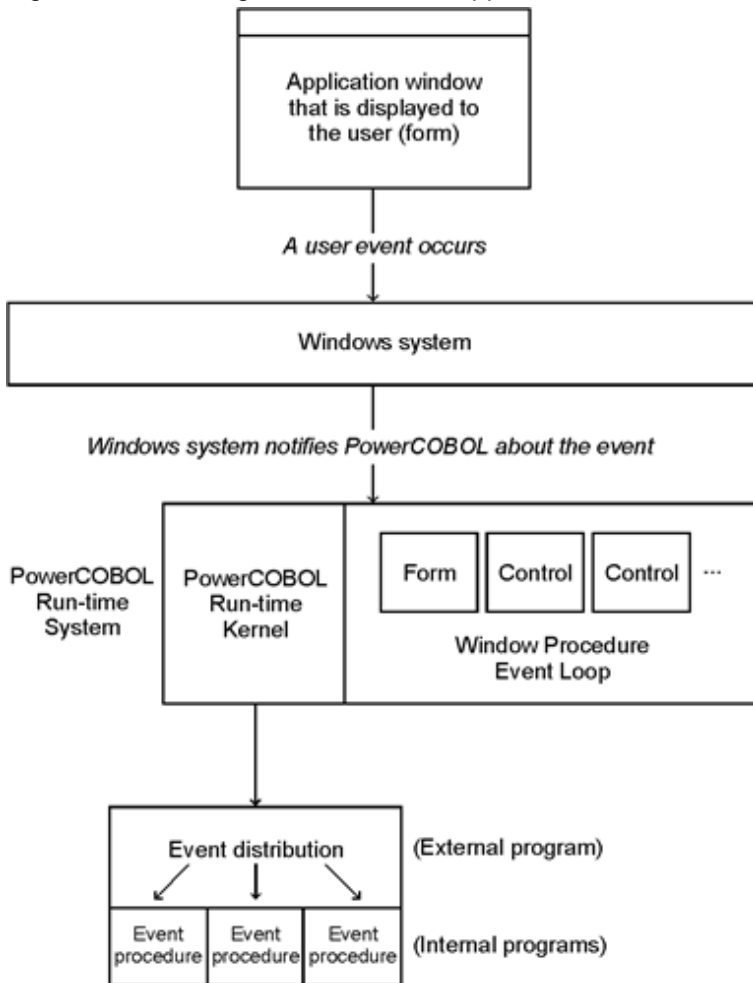 Application window
that is displayed to
the user (form)
A user event occurs
Windows system
Windows system notifies PowerCOBOL about the event
PowerCOBOL
Run-time
System
PowerCOBOL
Run-time
Kernel
Form
Control
Control
...
Window Procedure
Event Loop
Event distribution
(External program)
Event
procedure
Event
procedure
Event
procedure
(Internal programs)